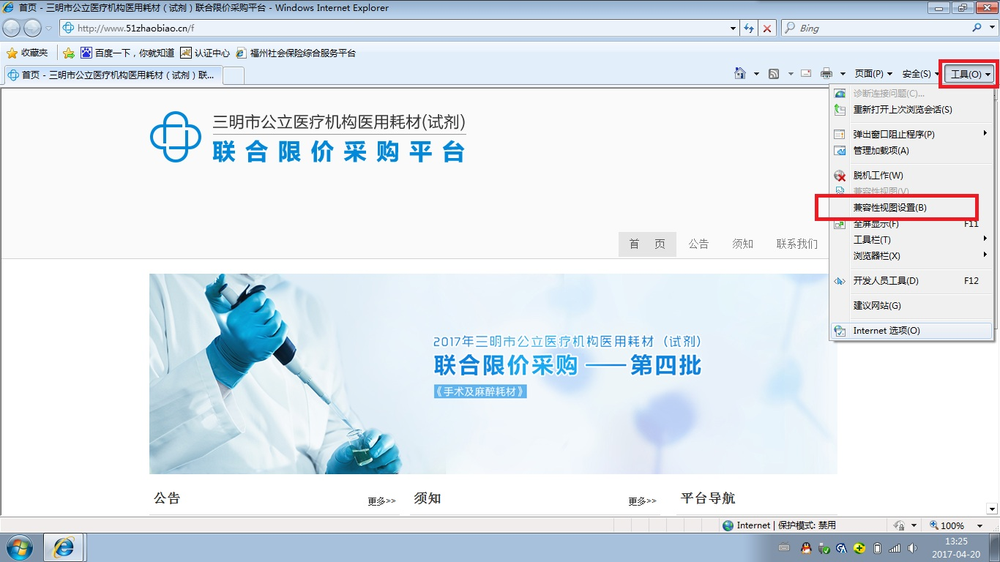 首页 - 三明市公立医疗机构医用耗材（试剂）联合限价采购平台 - Windows Internet Explorer
http://www.51zhaobiao.cn/f
Bing
收藏夹
百度一下，你就知道
认证中心
福州社会保险综合服务平台
首页 - 三明市公立医疗机构医用耗材（试剂）联...
页面(P)
安全(S)
工具(O)
诊断连接问题(C)...
重新打开上次浏览会话(S)
弹出窗口阻止程序(P)
管理加载项(A)
脱机工作(W)
兼容性视图(V)
兼容性视图设置(B)
全屏显示(F) F11
工具栏(T)
浏览器栏(X)
开发人员工具(D) F12
建议网站(G)
Internet 选项(O)
三明市公立医疗机构医用耗材(试剂)
联合限价采购平台
首 页
公告
须知
联系我们
2017年三明市公立医疗机构医用耗材（试剂）
联合限价采购 —— 第四批
《手术及麻醉耗材》
公告
更多>>
须知
更多>>
平台导航
Internet | 保护模式: 禁用
100%
13:25
2017-04-20